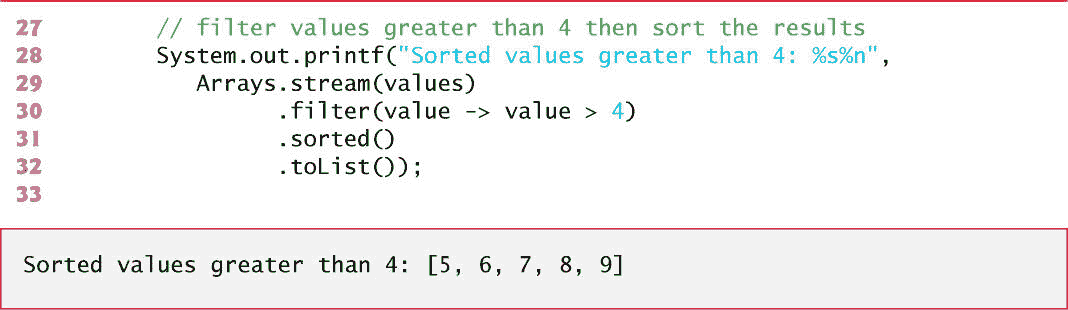 27 // filter values greater than 4 then sort the results
28 System.out.printf("Sorted values greater than 4: %s%n",
29 Arrays.stream(values)
30 .filter(value -> value > 4)
31 .sorted()
32 .toList());
33
Sorted values greater than 4: [5, 6, 7, 8, 9]